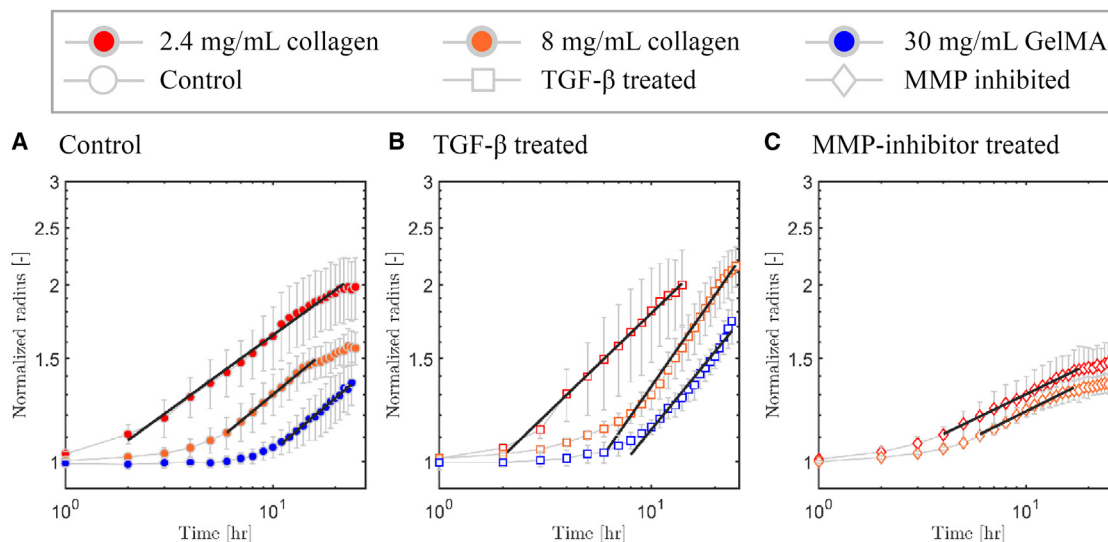 2.4 mg/mL collagen 8 mg/mL collagen 30 mg/mL GelMA
Control TGF-β treated MMP inhibited
A Control B TGF-β treated C MMP-inhibitor treated
3 3 3
2.5 2.5 2.5
2 2 2
1.5 1.5 1.5
1 1 1
Normalized radius [-] Normalized radius [-] Normalized radius [-]
10^0 10^1 10^0 10^1 10^0 10^1
Time [hr] Time [hr] Time [hr]